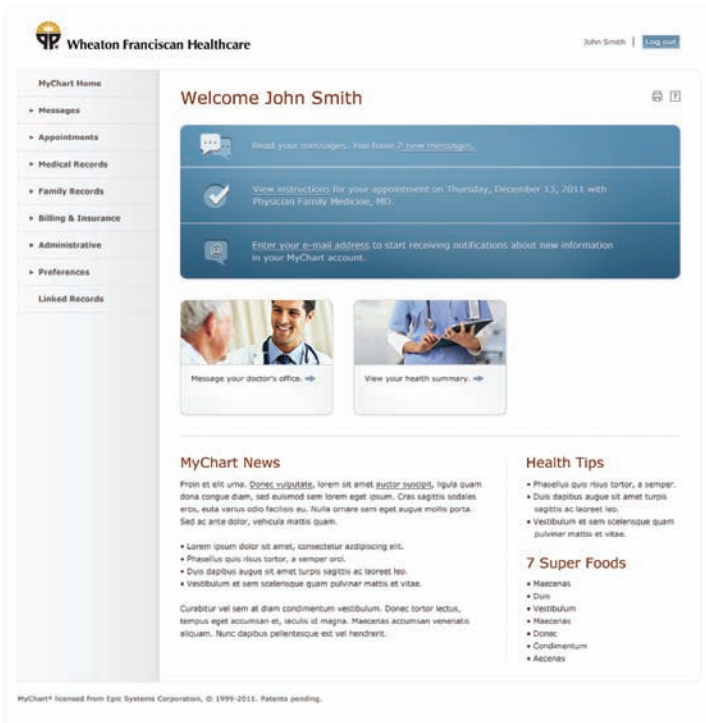 Wheaton Franciscan Healthcare
John Smith | Log out
MyChart Home
Messages
Appointments
Medical Records
Family Records
Billing & Insurance
Administrative
Preferences
Linked Records
Welcome John Smith
?
Read your messages. You have 2 new messages.
View instructions for your appointment on Thursday, December 13, 2011 with
Physician Family Medicine, MD.
@
Enter your e-mail address to start receiving notifications about new information
in your MyChart account.
Message your doctor's office.
View your health summary.
MyChart News
Proin et elit urna. Donec vulputate, lorem sit amet auctor suscipit, ligula quam
dona congue diam, sed euismod sem lorem eget ipsum. Cras sagittis sodales
eros, euta varius odio facilisis eu. Nulla ornare sem eget augue mollis porta.
Sed ac ante dolor, vehicula mattis quam.
• Lorem ipsum dolor sit amet, consectetur azdipiscing elit.
• Phasellus quis risus tortor, a semper orci.
• Duis dapibus augue sit amet turpis sagittis ac laoreet leo.
• Vestibulum et sem scelerisque quam pulvinar mattis et vitae.
Curabitur vel sem at diam condimentum vestibulum. Donec tortor lectus,
tempus eget accumsan et, iaculis id magna. Maecenas accumsan venenatis
aliquam. Nunc dapibus pellentesque est vel hendrerit.
Health Tips
• Phasellus quis risus tortor, a semper.
• Duis dapibus augue sit amet turpis
sagittis ac laoreet leo.
• Vestibulum et sem scelerisque quam
pulvinar mattis et vitae.
7 Super Foods
• Maecenas
• Duis
• Vestibulum
• Maecenas
• Donec
• Condimentum
• Aecenas
MyChart® licensed from Epic Systems Corporation, © 1999-2011. Patents pending.